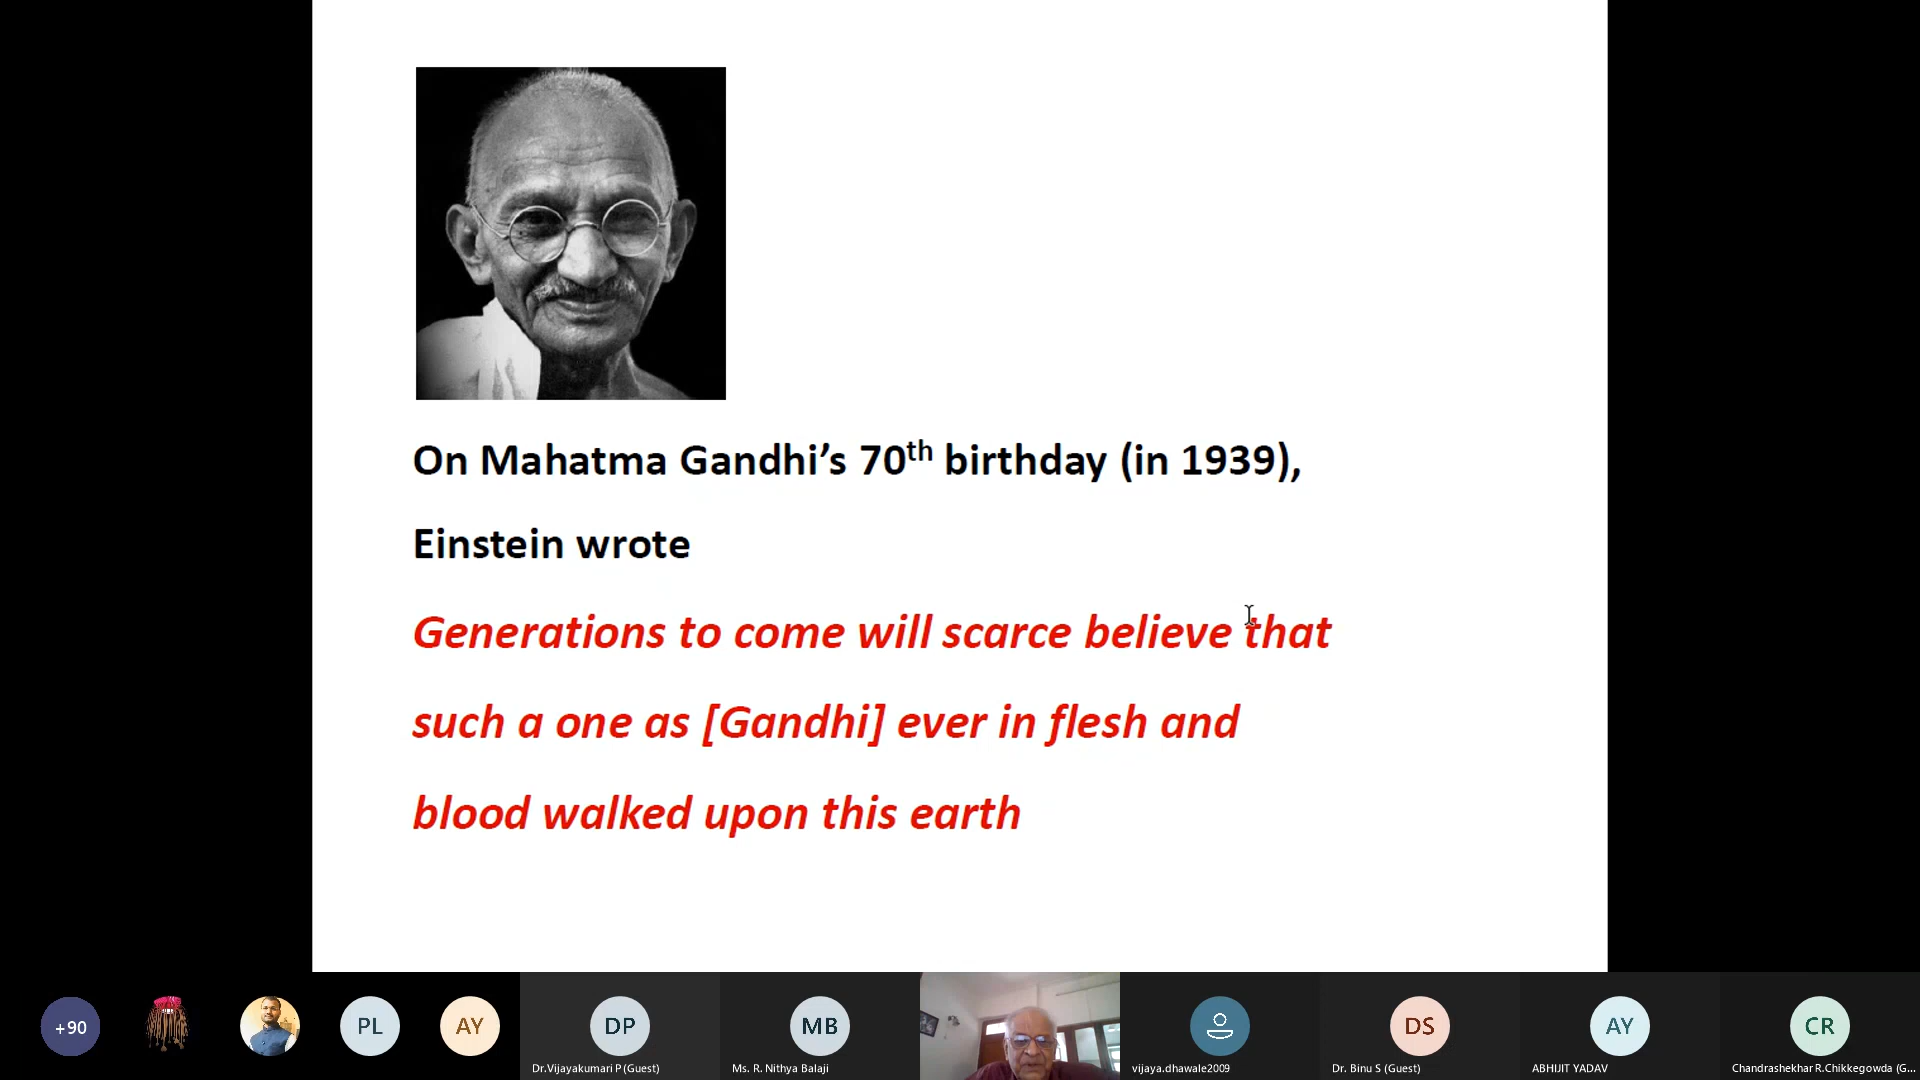 On Mahatma Gandhi’s 70th birthday (in 1939),
Einstein wrote
Generations to come will scarce believe that
such a one as [Gandhi] ever in flesh and
blood walked upon this earth
+90
PL
AY
DP
MB
DS
AY
CR
Dr.Vijayakumari P (Guest)
Ms. R. Nithya Balaji
vijaya.dhawale2009
Dr. Binu S (Guest)
ABHIJIT YADAV
Chandrashekhar R.Chikkegowda (G...